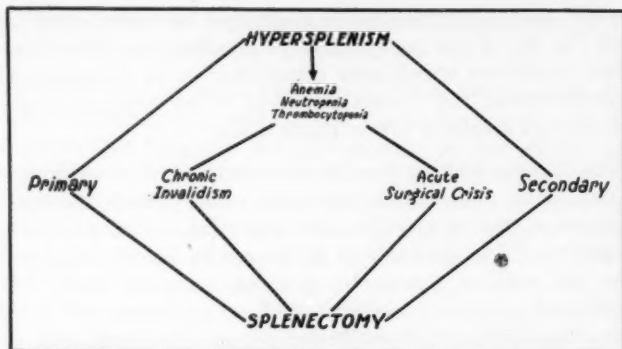 HYPERSPLENISM
Anemia
Neutropenia
Thrombocytopenia
Primary
Chronic
Invalidism
Acute
Surgical Crisis
Secondary
SPLENECTOMY